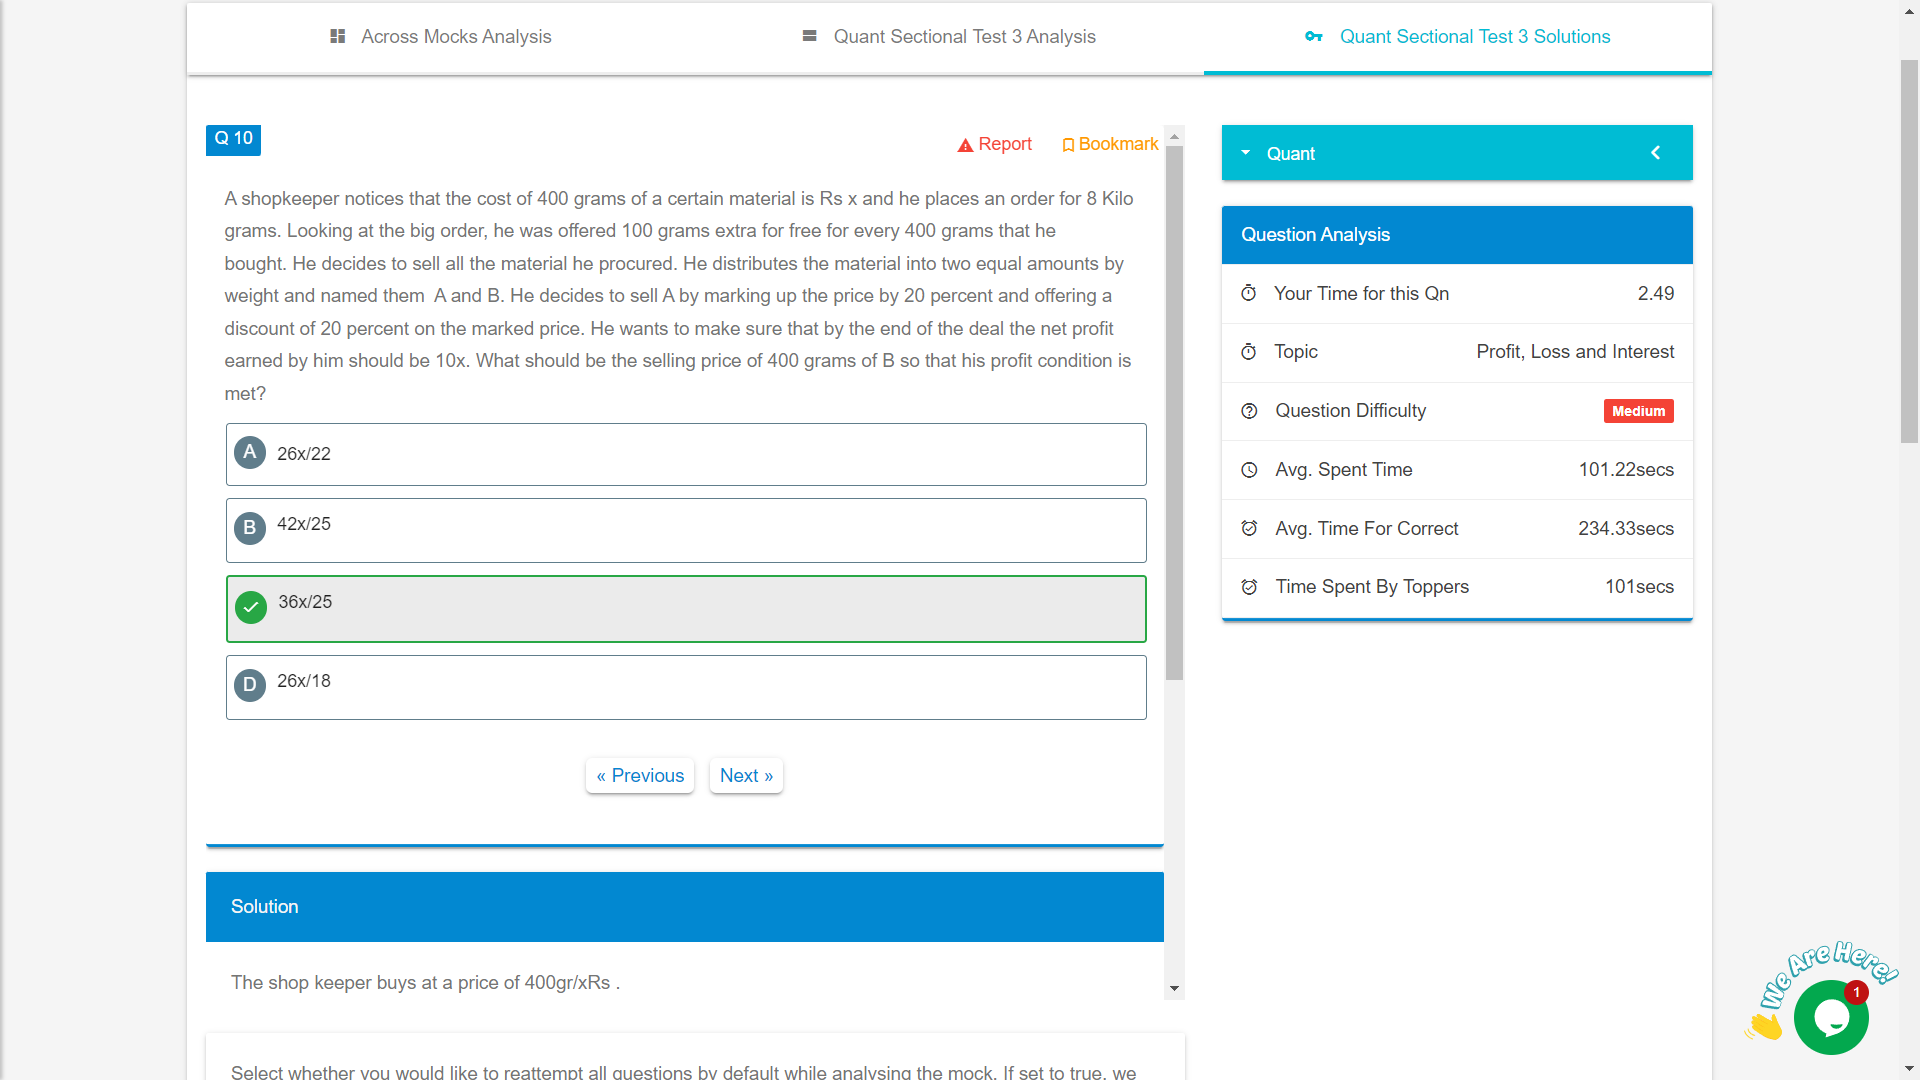 Across Mocks Analysis
Quant Sectional Test 3 Analysis
Quant Sectional Test 3 Solutions
Q 10
Report
Bookmark
A shopkeeper notices that the cost of 400 grams of a certain material is Rs x and he places an order for 8 Kilo
grams. Looking at the big order, he was offered 100 grams extra for free for every 400 grams that he
bought. He decides to sell all the material he procured. He distributes the material into two equal amounts by
weight and named them  A and B. He decides to sell A by marking up the price by 20 percent and offering a
discount of 20 percent on the marked price. He wants to make sure that by the end of the deal the net profit
earned by him should be 10x. What should be the selling price of 400 grams of B so that his profit condition is
met?
A 26x/22
B 42x/25
36x/25
D 26x/18
« Previous
Next »
Solution
The shop keeper buys at a price of 400gr/xRs .
Select whether you would like to reattempt all questions by default while analysing the mock. If set to true, we
Quant
Question Analysis
Your Time for this Qn 2.49
Topic Profit, Loss and Interest
Question Difficulty Medium
Avg. Spent Time 101.22secs
Avg. Time For Correct 234.33secs
Time Spent By Toppers 101secs
We Are Here!
1